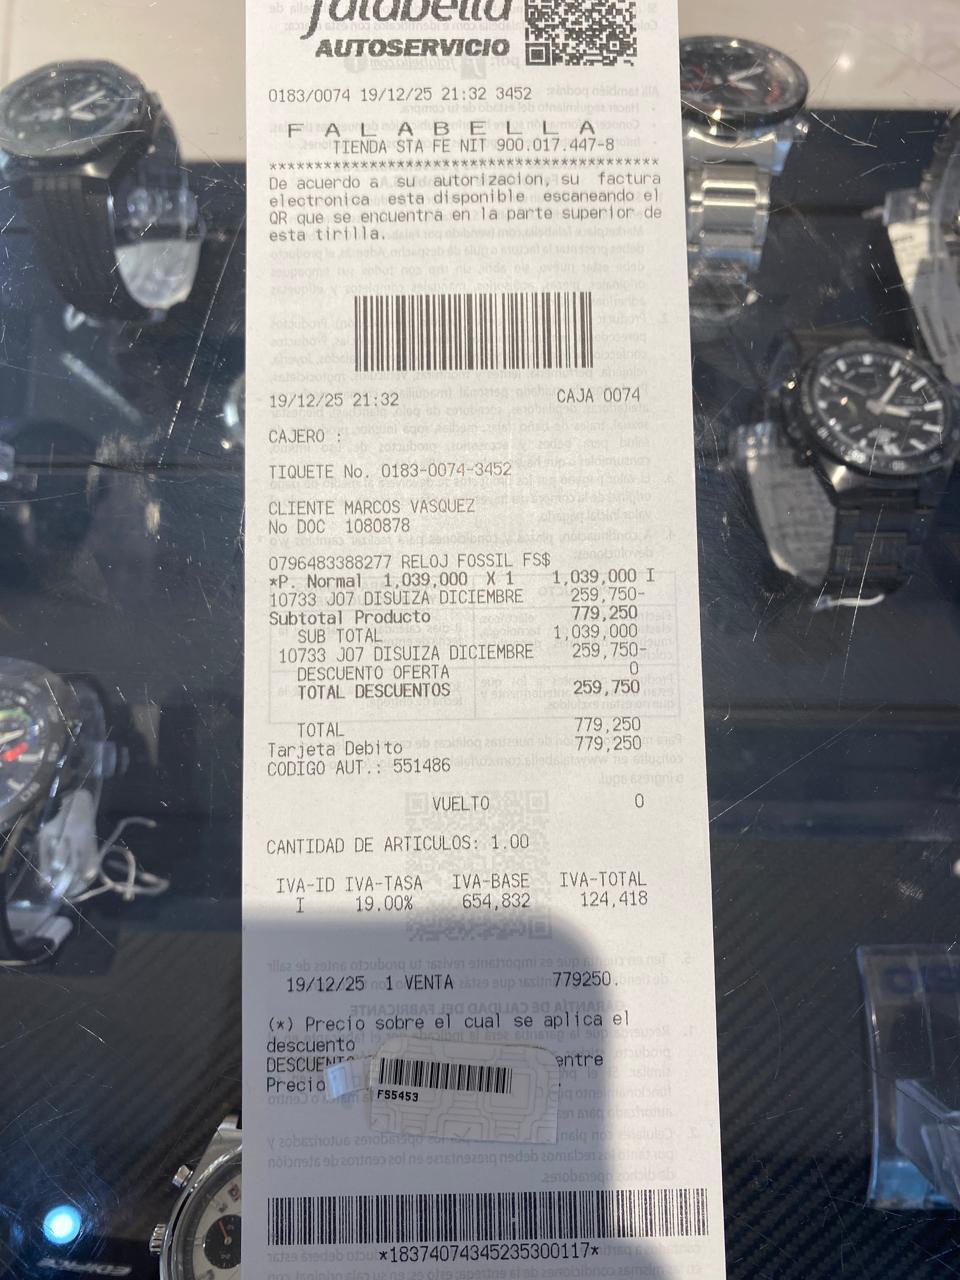 falabella
AUTOSERVICIO
0183/0074 19/12/25 21:32 3452
F A L A B E L L A
TIENDA STA FE NIT 900.017.447-8
******************************************
De acuerdo a su autorizacion, su factura
electronica esta disponible escaneando el
QR que se encuentra en la parte superior de
esta tirilla.
19/12/25 21:32 CAJA 0074
CAJERO :
TIQUETE No. 0183-0074-3452
CLIENTE MARCOS VASQUEZ
No DOC 1080878
0796483388277 RELOJ FOSSIL FS$
*P. Normal 1,039,000 X 1 1,039,000 I
10733 J07 DISUIZA DICIEMBRE 259,750-
Subtotal Producto 779,250
SUB TOTAL 1,039,000
10733 J07 DISUIZA DICIEMBRE 259,750-
DESCUENTO OFERTA 0
TOTAL DESCUENTOS 259,750
TOTAL 779,250
Tarjeta Debito 779,250
CODIGO AUT.: 551486
VUELTO 0
CANTIDAD DE ARTICULOS: 1.00
IVA-ID IVA-TASA IVA-BASE IVA-TOTAL
I 19.00% 654,832 124,418
19/12/25 1 VENTA 779250.
(*) Precio sobre el cual se aplica el
descuento
DESCUENT entre
Precio
FS5453
*18374074345235300117*
EDIFICE